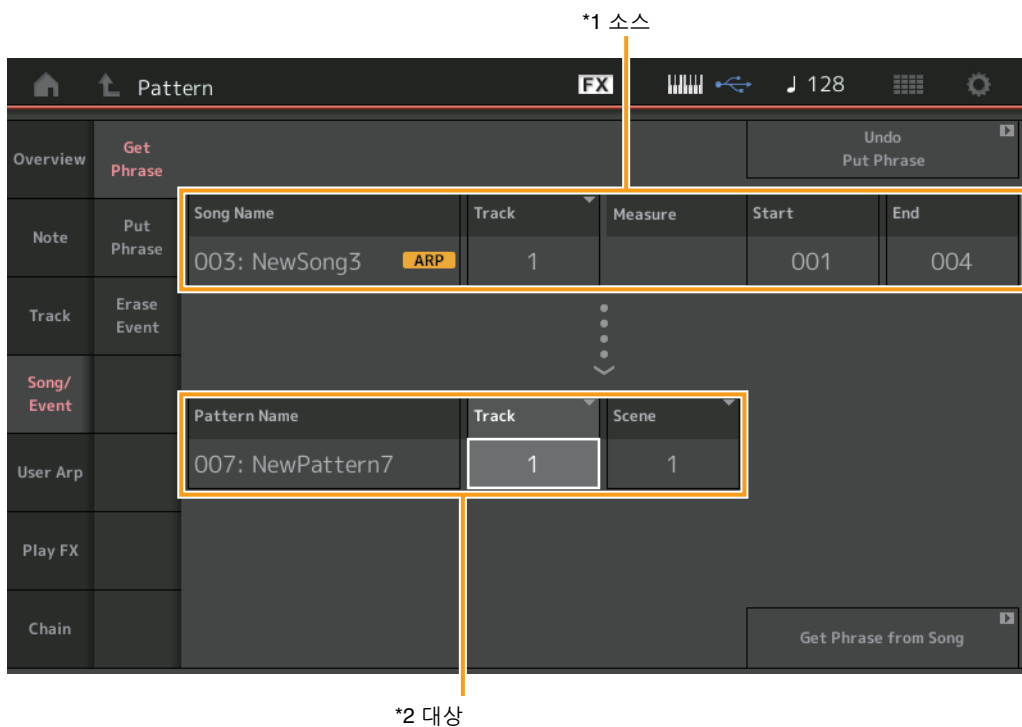 *1 소스
Pattern
FX
♩ 128
Overview
Get
Phrase
Undo
Put Phrase
Song Name
Track
Measure
Start
End
003: NewSong3
ARP
1
001
004
Note
Put
Phrase
Track
Erase
Event
Song/
Event
Pattern Name
Track
Scene
007: NewPattern7
1
1
User Arp
Play FX
Chain
Get Phrase from Song
*2 대상